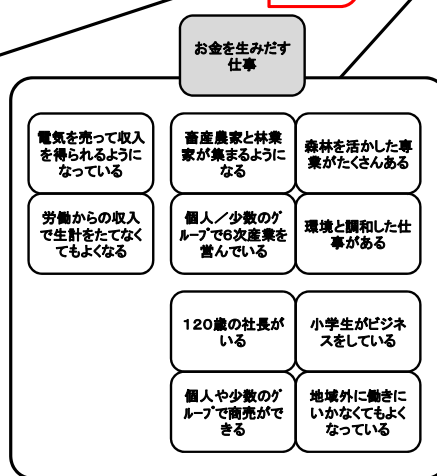 お金を生みだす
仕事
電気を売って収入
を得られるように
なっている
畜産農家と林業
家が集まるように
なる
森林を活かした専
業がたくさんある
労働からの収入
で生計をたてなく
てもよくなる
個人／少数のｸﾞ
ﾙｰﾌﾟで6次産業を
営んでいる
環境と調和した仕
事がある
120歳の社長が
いる
小学生がビジネ
スをしている
個人や少数のｸﾞ
ﾙｰﾌﾟで商売がで
きる
地域外に働きに
いかなくてもよく
なっている